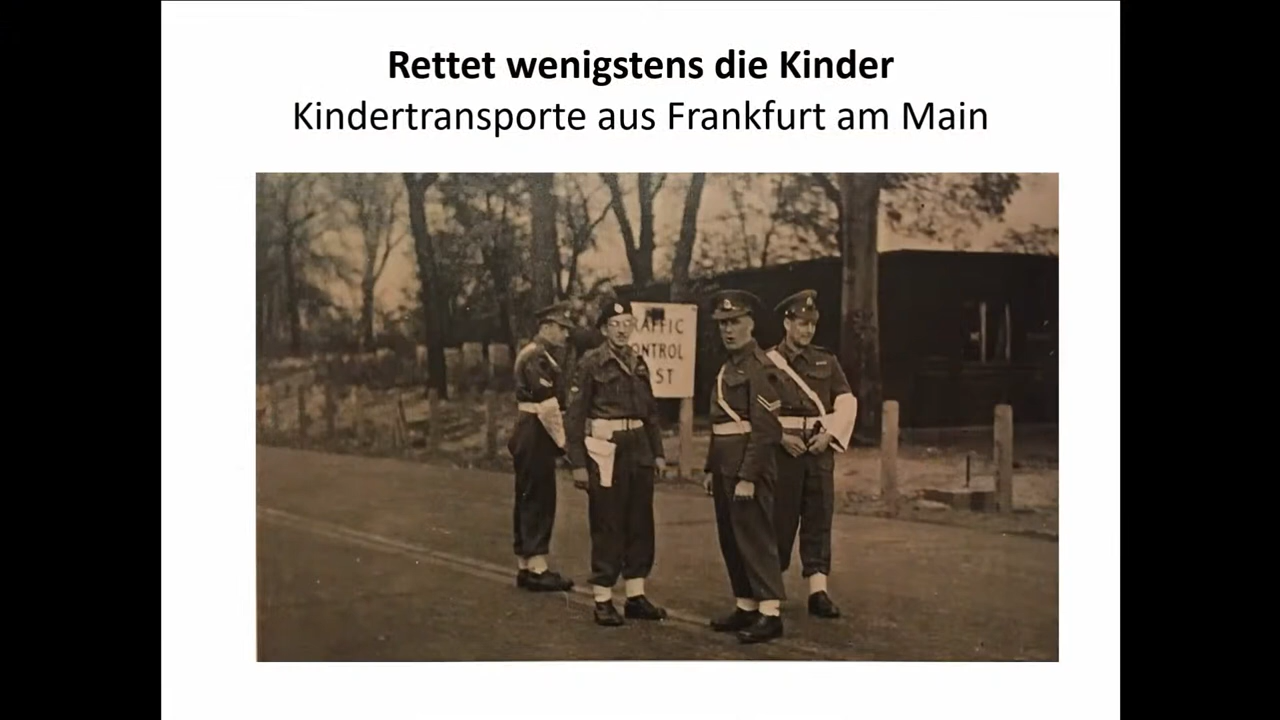 Rettet wenigstens die Kinder
Kindertransporte aus Frankfurt am Main
RAFFIC
ONTROL
ST